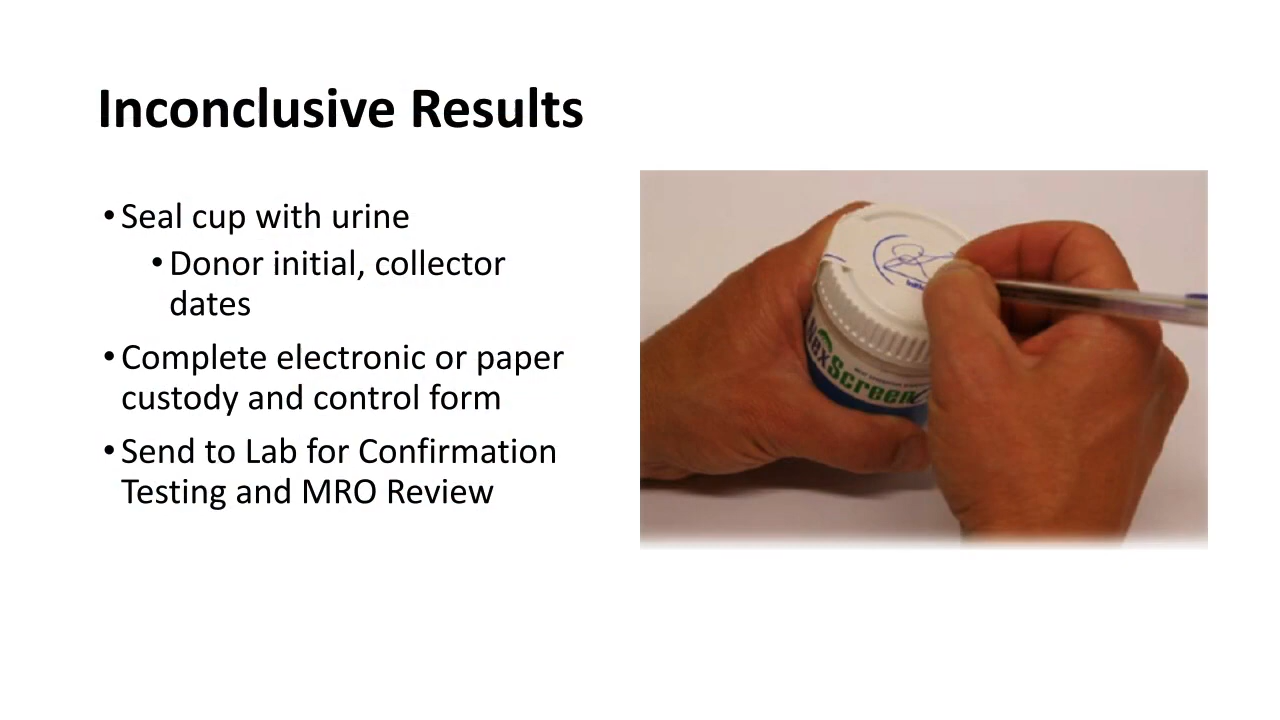 Inconclusive Results
•Seal cup with urine
•Donor initial, collector
dates
•Complete electronic or paper
custody and control form
•Send to Lab for Confirmation
Testing and MRO Review
Screen